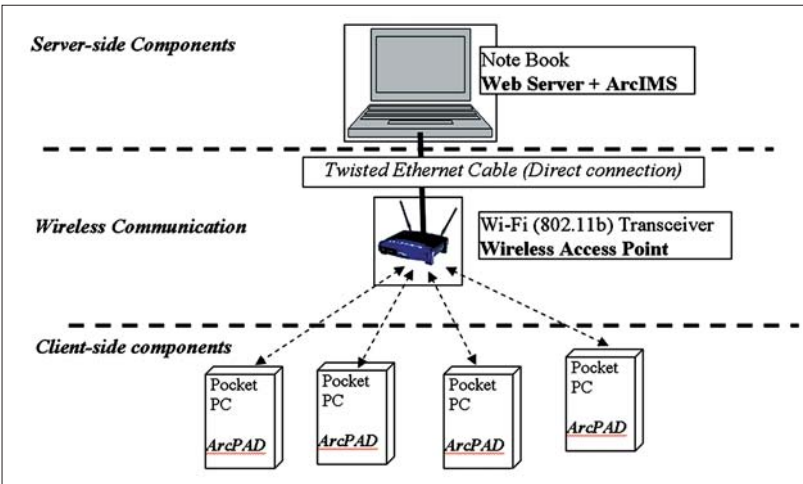 Server-side Components
Note Book
Web Server + ArcIMS
Twisted Ethernet Cable (Direct connection)
Wireless Communication
Wi-Fi (802.11b) Transceiver
Wireless Access Point
Client-side components
Pocket
PC
ArcPAD
Pocket
PC
ArcPAD
Pocket
PC
ArcPAD
Pocket
PC
ArcPAD